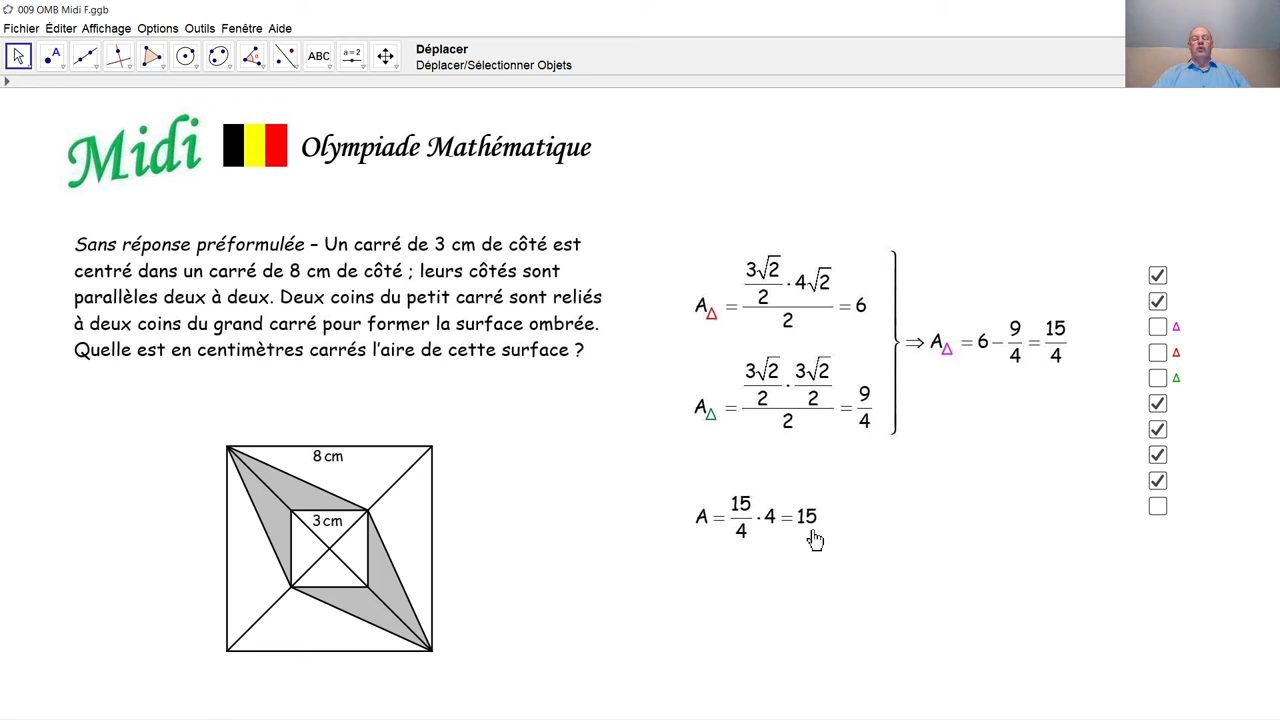 009 OMB Midi F.ggb
Fichier Éditer Affichage Options Outils Fenêtre Aide
A
ABC
a=2
Déplacer
Déplacer/Sélectionner Objets
Midi
Olympiade Mathématique
Sans réponse préformulée – Un carré de 3 cm de côté est
centré dans un carré de 8 cm de côté ; leurs côtés sont
parallèles deux à deux. Deux coins du petit carré sont reliés
à deux coins du grand carré pour former la surface ombrée.
Quelle est en centimètres carrés l’aire de cette surface ?
8 cm
3 cm
A△ = (3√2/2 · 4√2)/2 = 6
A△ = (3√2/2 · 3√2/2)/2 = 9/4
⇒ A△ = 6 − 9/4 = 15/4
A = 15/4 · 4 = 15